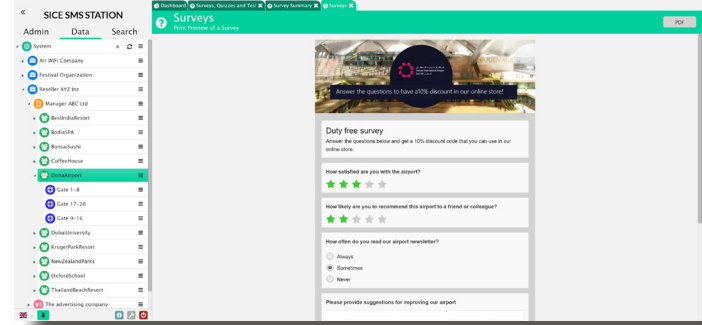 Dashboard
Surveys, Quizzes and Test
Survey Summary
Surveys
SICE SMS STATION
Surveys
Print Preview of a Survey
PDF
Admin
Data
Search
System
Air WiFi Company
Festival Organization
Reseller XYZ Inc
Manager ABC Ltd
BestIndiaResort
BndiaSPA
BonsaiSushi
CoffeeHouse
DohaAirport
Gate 1-8
Gate 17-26
Gate 9-16
DubaiUniversity
KrugerParkResort
NewZealandParks
OxfordSchool
ThailandBeachResort
The advertising company
Answer the questions to have a10% discount in our online store!
Duty free survey
Answer the questions below and get a 10% discount code that you can use in our
online store.
How satisfied are you with the airport?
How likely are you to recommend this airport to a friend or colleague?
How often do you read our airport newsletter?
Always
Sometimes
Never
Please provide suggestions for improving our airport